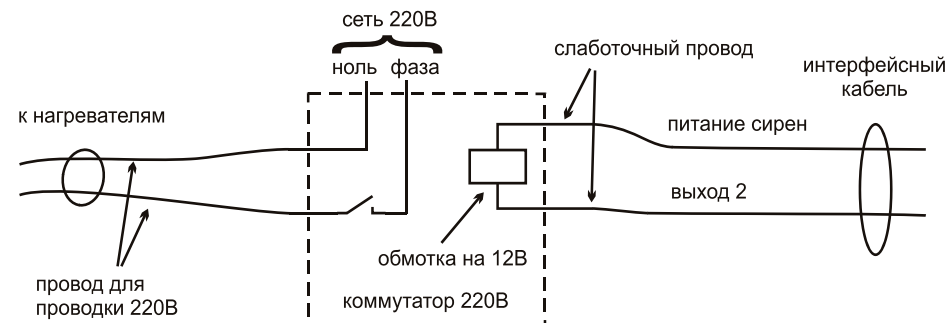 сеть 220В
ноль фаза
слаботочный провод
интерфейсный
кабель
к нагревателям
питание сирен
выход 2
обмотка на 12В
провод для
проводки 220В
коммутатор 220В